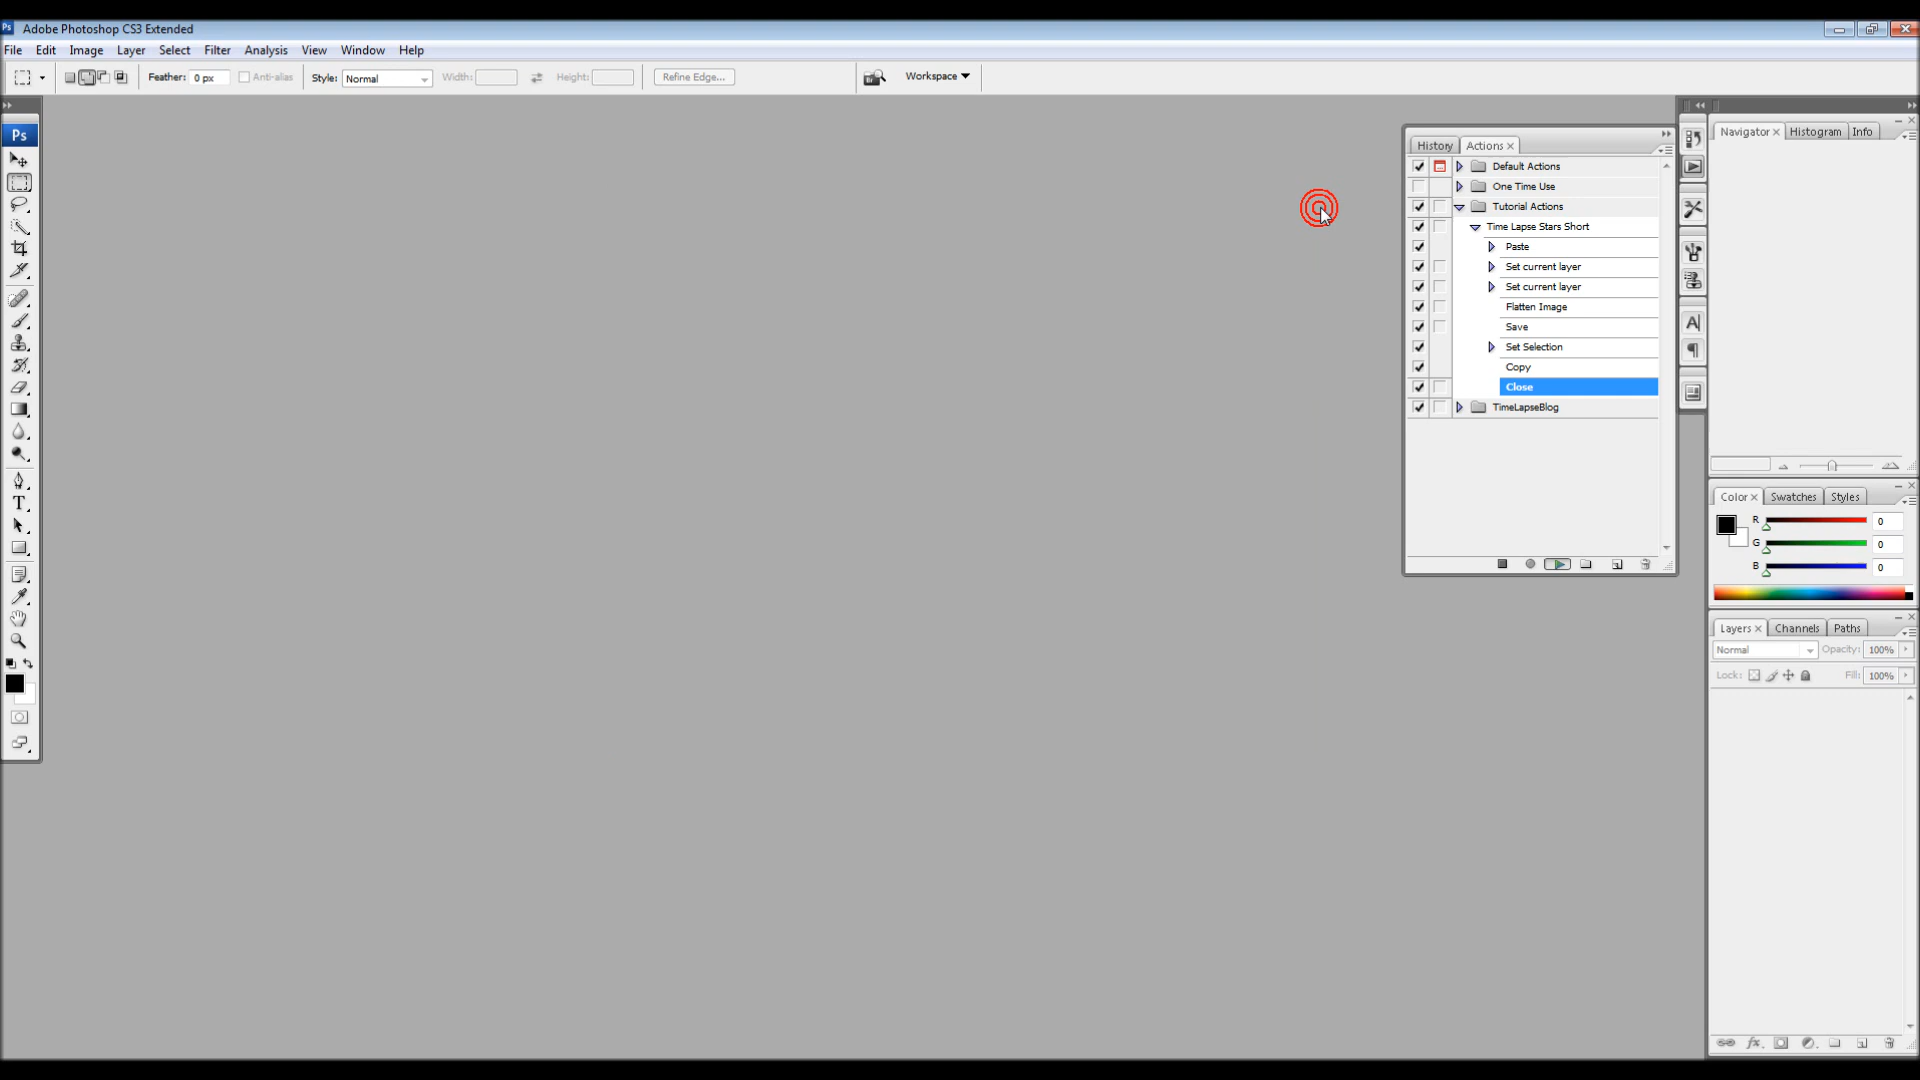 Ps Adobe Photoshop CS3 Extended
File Edit Image Layer Select Filter Analysis View Window Help
Feather: 0 px Anti-alias Style: Normal Width: Height: Refine Edge... Workspace
Ps
Navigator Histogram Info
History Actions
Default Actions
One Time Use
Tutorial Actions
Time Lapse Stars Short
Paste
Set current layer
Set current layer
Flatten Image
Save
Set Selection
Copy
Close
TimeLapseBlog
Color Swatches Styles
R 0
G 0
B 0
Layers Channels Paths
Normal Opacity: 100%
Lock: Fill: 100%